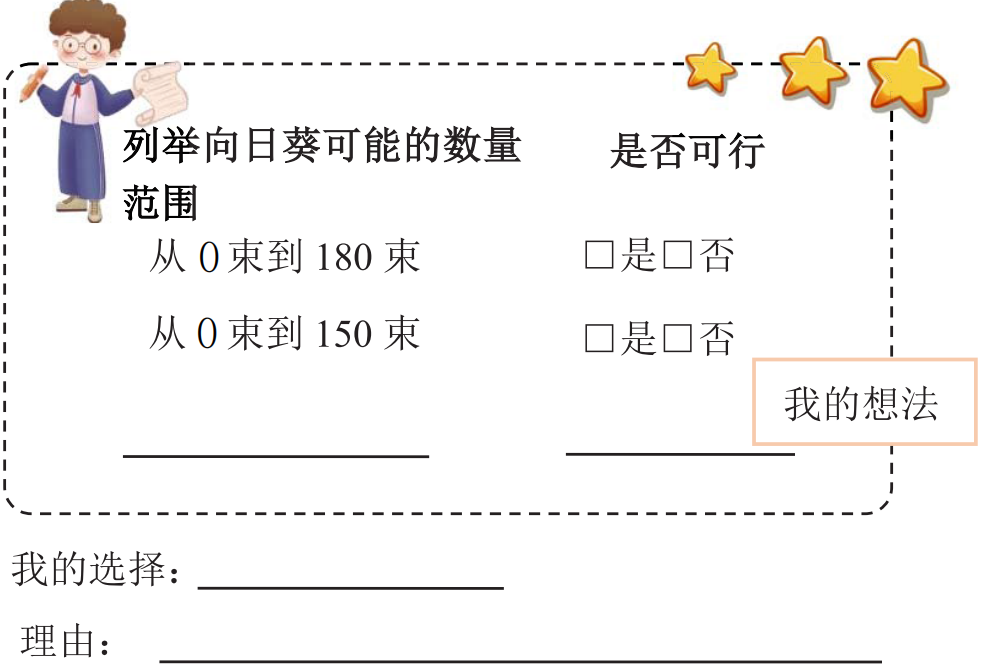 列举向日葵可能的数量 是否可行
范围
从 0 束到 180 束 □是□否
从 0 束到 150 束 □是□否
我的想法
我的选择：
理由：